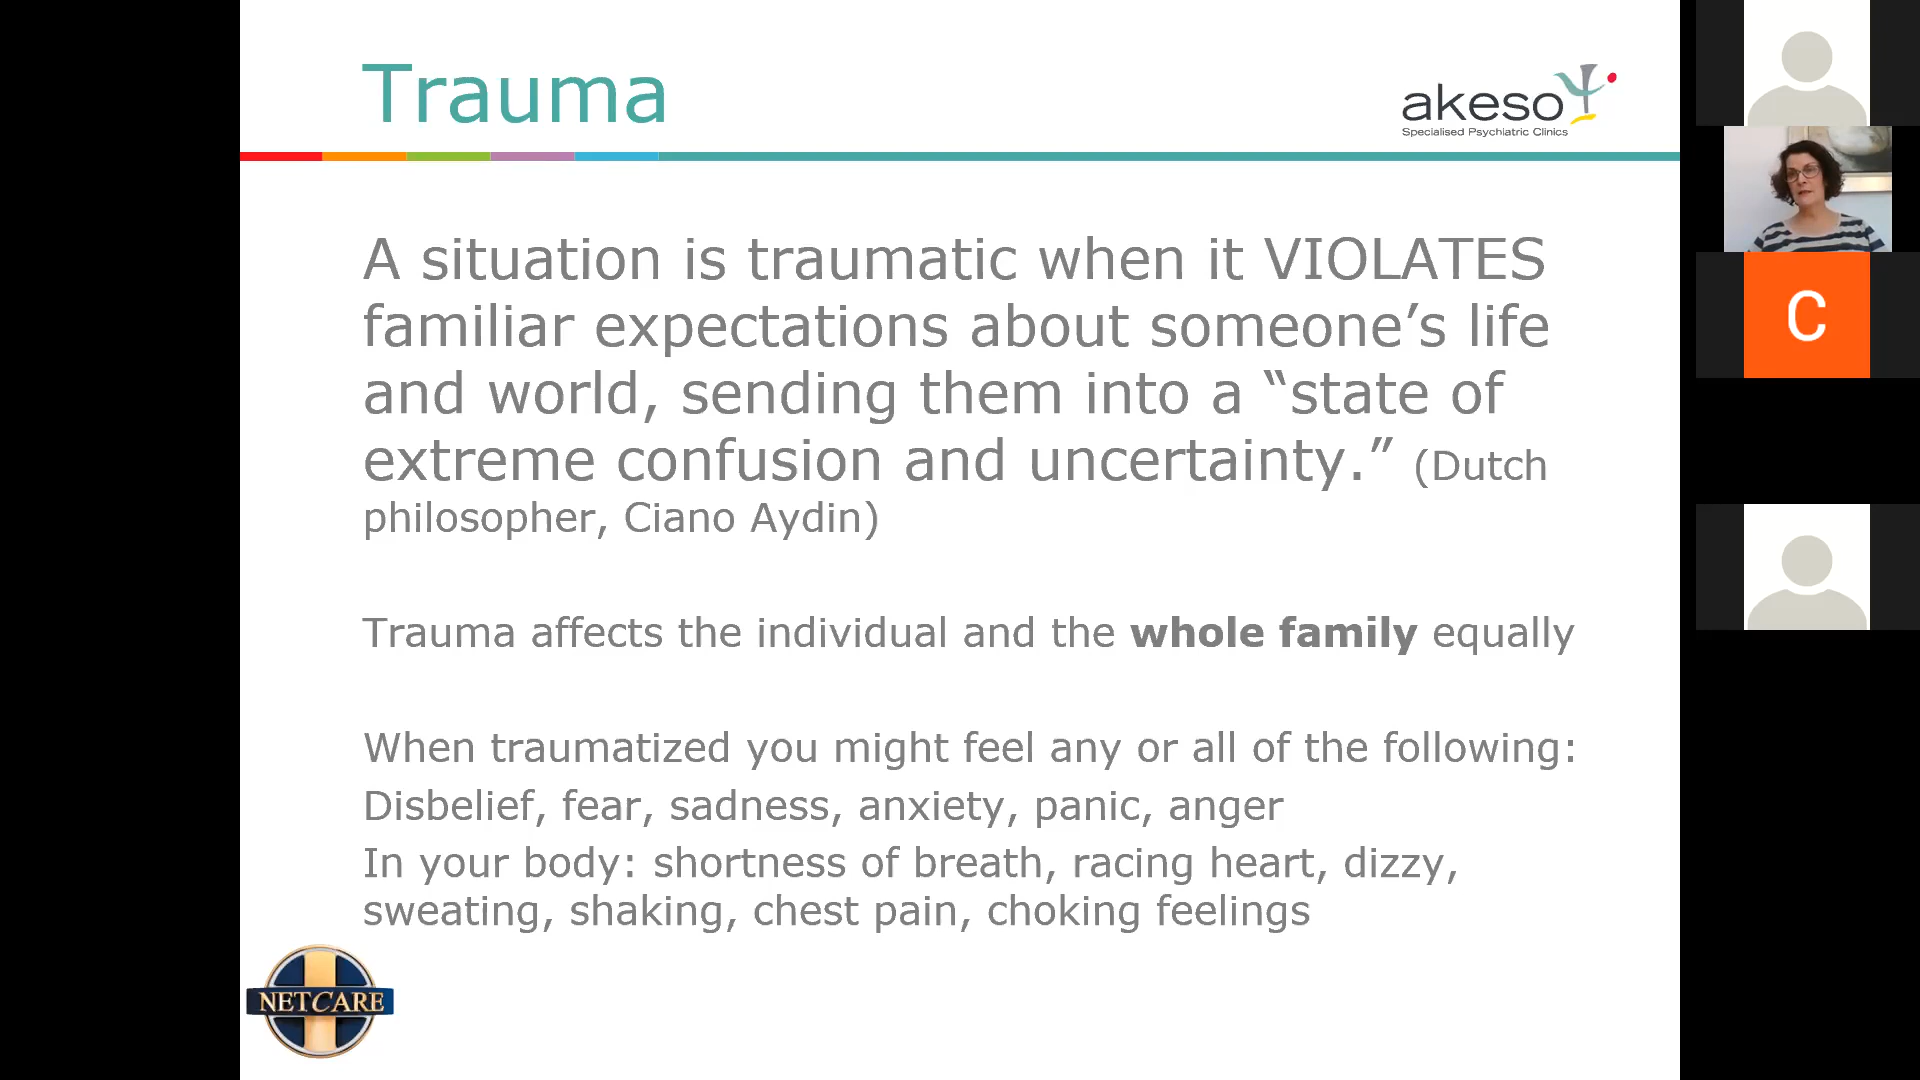 Trauma
akeso
Specialised Psychiatric Clinics
A situation is traumatic when it VIOLATES
familiar expectations about someone’s life
and world, sending them into a “state of
extreme confusion and uncertainty.” (Dutch
philosopher, Ciano Aydin)
Trauma affects the individual and the whole family equally
When traumatized you might feel any or all of the following:
Disbelief, fear, sadness, anxiety, panic, anger
In your body: shortness of breath, racing heart, dizzy,
sweating, shaking, chest pain, choking feelings
NETCARE
C